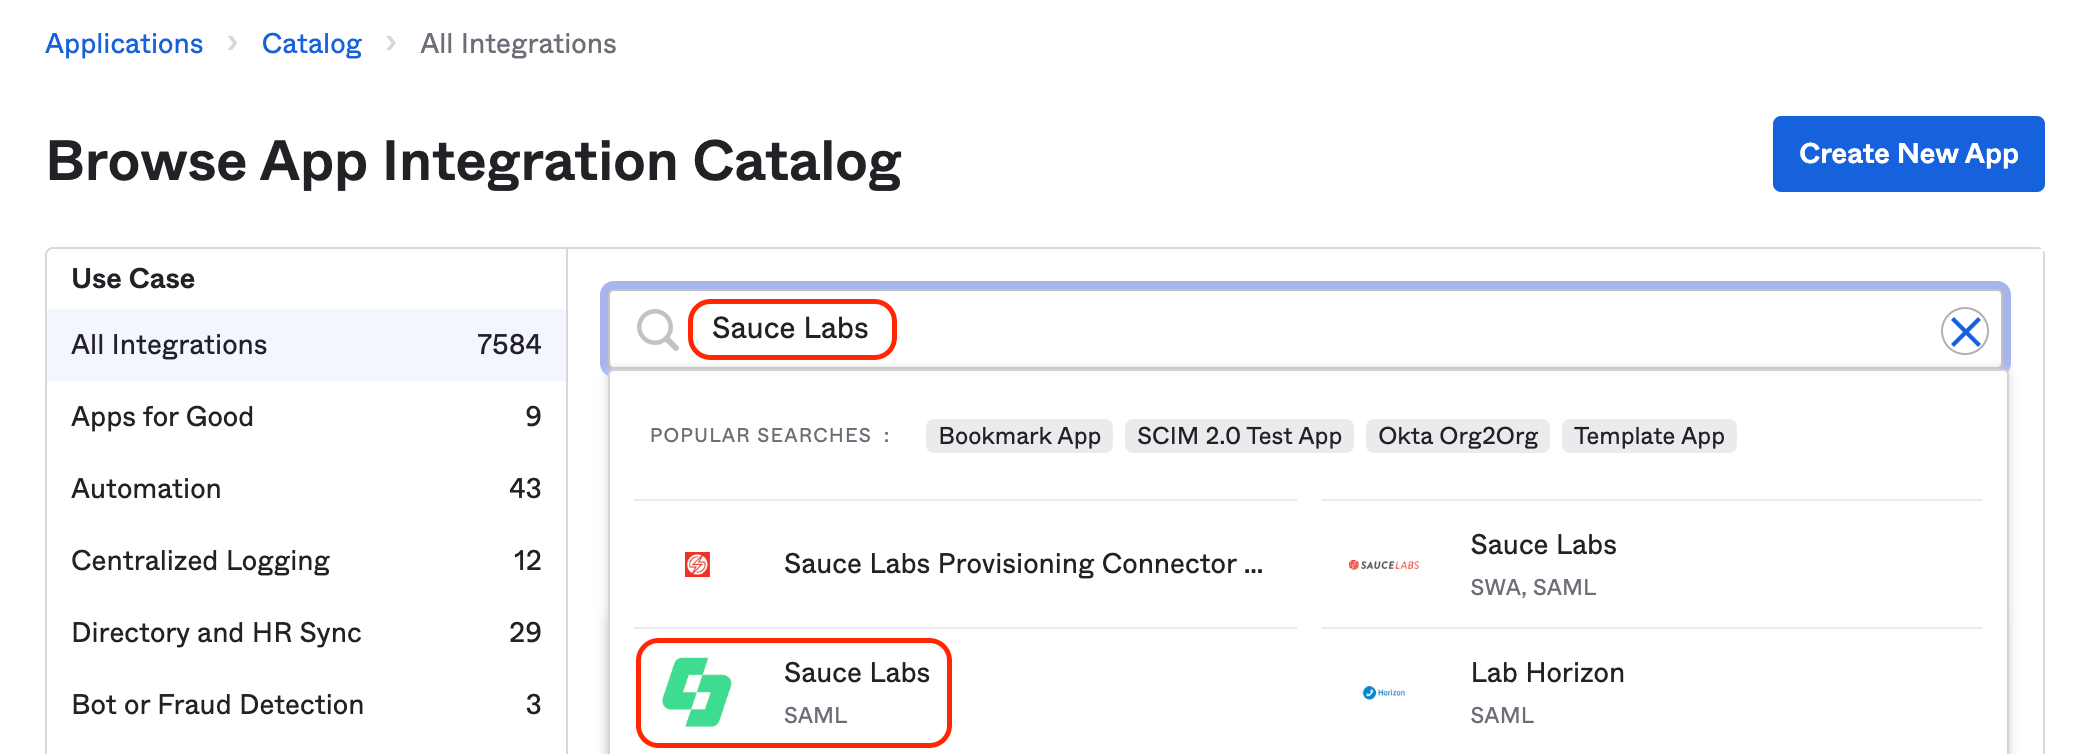 Applications > Catalog > All Integrations
Browse App Integration Catalog
Create New App
Use Case
All Integrations 7584
Apps for Good 9
Automation 43
Centralized Logging 12
Directory and HR Sync 29
Bot or Fraud Detection 3
Sauce Labs
POPULAR SEARCHES : Bookmark App SCIM 2.0 Test App Okta Org2Org Template App
Sauce Labs Provisioning Connector ...
SAUCELABS
Sauce Labs
SWA, SAML
Sauce Labs
SAML
Horizon
Lab Horizon
SAML